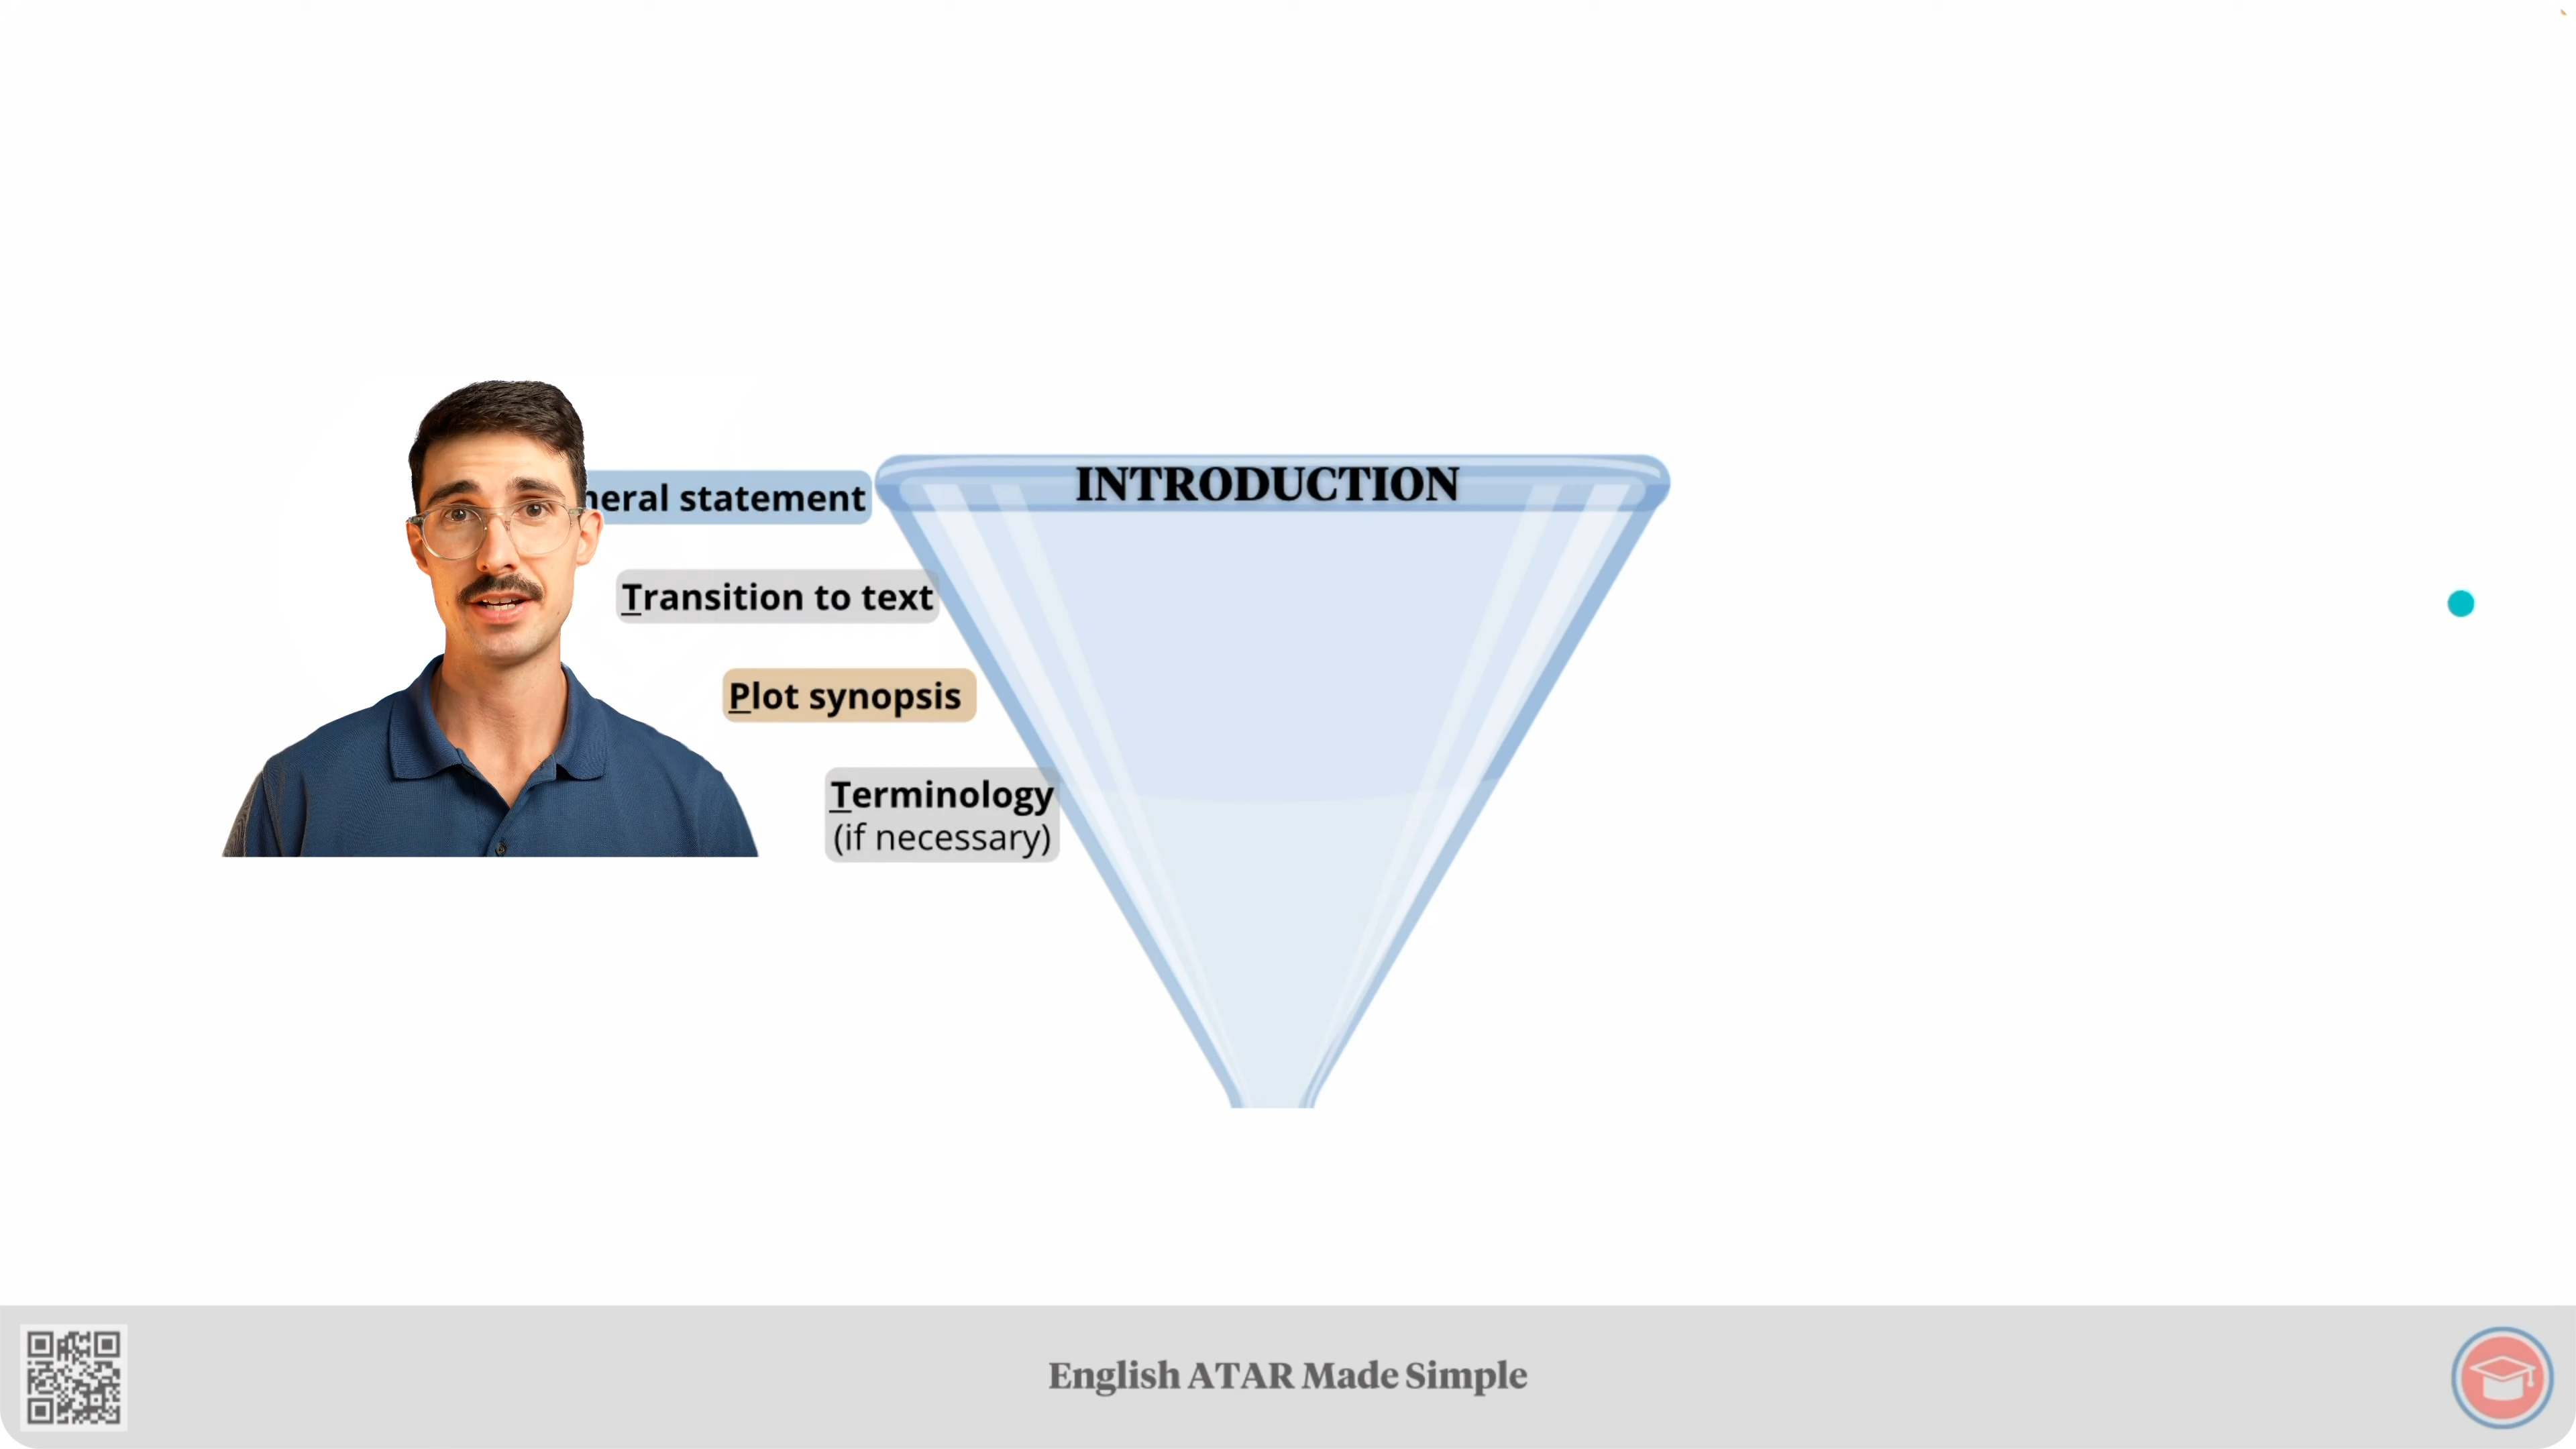 INTRODUCTION
neral statement
Transition to text
Plot synopsis
Terminology
(if necessary)
English ATAR Made Simple